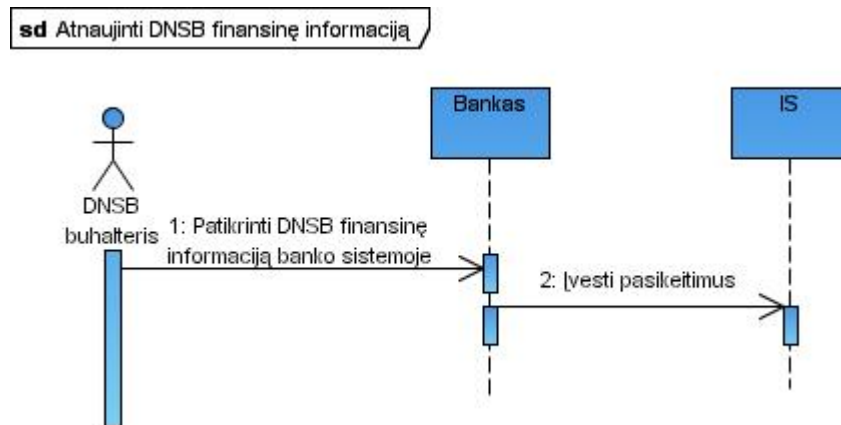 sd Atnaujinti DNSB finansinę informaciją
Bankas
IS
DNSB
buhalteris
1: Patikrinti DNSB finansinę
informaciją banko sistemoje
2: Įvesti pasikeitimus